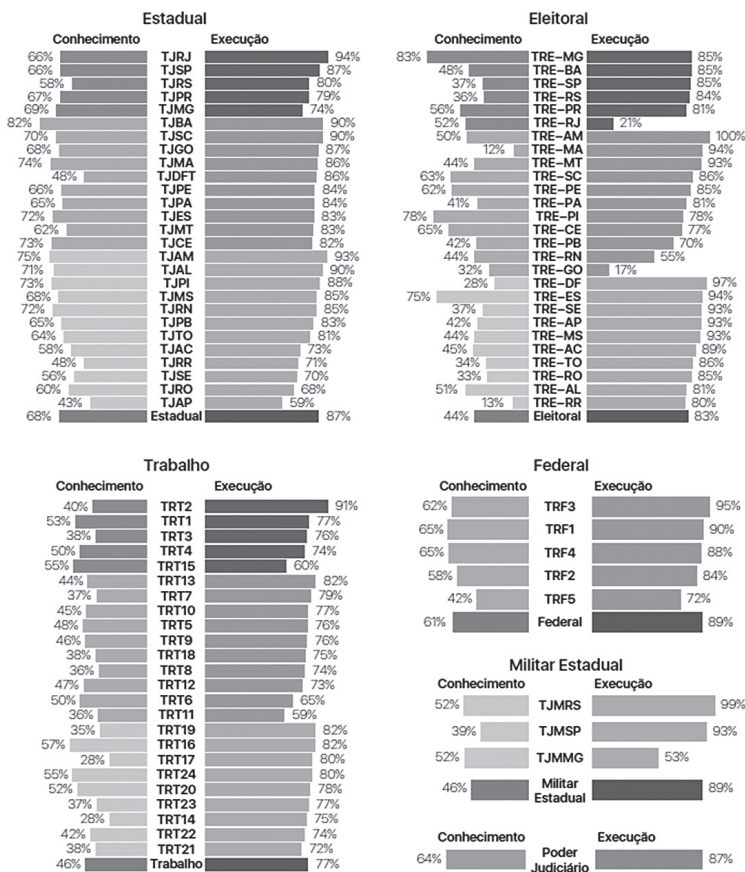 Estadual
Conhecimento Execução
66% TJRJ 94%
66% TJSP 87%
58% TJRS 80%
67% TJPR 79%
69% TJMG 74%
82% TJBA 90%
70% TJSC 90%
68% TJGO 87%
74% TJMA 86%
48% TJDFT 86%
66% TJPE 84%
65% TJPA 84%
72% TJES 83%
62% TJMT 83%
73% TJCE 82%
75% TJAM 93%
71% TJAL 90%
73% TJPI 88%
68% TJMS 85%
72% TJRN 85%
65% TJPB 83%
64% TJTO 81%
58% TJAC 73%
48% TJRR 71%
56% TJSE 70%
60% TJRO 68%
43% TJAP 59%
68% Estadual 87%
Eleitoral
Conhecimento Execução
83% TRE–MG 85%
48% TRE–BA 85%
37% TRE–SP 85%
36% TRE–RS 84%
56% TRE–PR 81%
52% TRE–RJ 21%
50% TRE–AM 100%
12% TRE–MA 94%
44% TRE–MT 93%
63% TRE–SC 86%
62% TRE–PE 85%
41% TRE–PA 81%
78% TRE–PI 78%
65% TRE–CE 77%
42% TRE–PB 70%
44% TRE–RN 55%
32% TRE–GO 17%
28% TRE–DF 97%
75% TRE–ES 94%
37% TRE–SE 93%
42% TRE–AP 93%
44% TRE–MS 93%
45% TRE–AC 89%
34% TRE–TO 86%
33% TRE–RO 85%
51% TRE–AL 81%
13% TRE–RR 80%
44% Eleitoral 83%
Trabalho
Conhecimento Execução
40% TRT2 91%
53% TRT1 77%
38% TRT3 76%
50% TRT4 74%
55% TRT15 60%
44% TRT13 82%
37% TRT7 79%
45% TRT10 77%
48% TRT5 76%
46% TRT9 76%
38% TRT18 75%
36% TRT8 74%
47% TRT12 73%
50% TRT6 65%
36% TRT11 59%
35% TRT19 82%
57% TRT16 82%
28% TRT17 80%
55% TRT24 80%
52% TRT20 78%
37% TRT23 77%
28% TRT14 75%
42% TRT22 74%
38% TRT21 72%
46% Trabalho 77%
Federal
Conhecimento Execução
62% TRF3 95%
65% TRF1 90%
65% TRF4 88%
58% TRF2 84%
42% TRF5 72%
61% Federal 89%
Militar Estadual
Conhecimento Execução
52% TJMRS 99%
39% TJMSP 93%
52% TJMMG 53%
46% Militar 89%
Estadual
Conhecimento Execução
64% Poder 87%
Judiciário